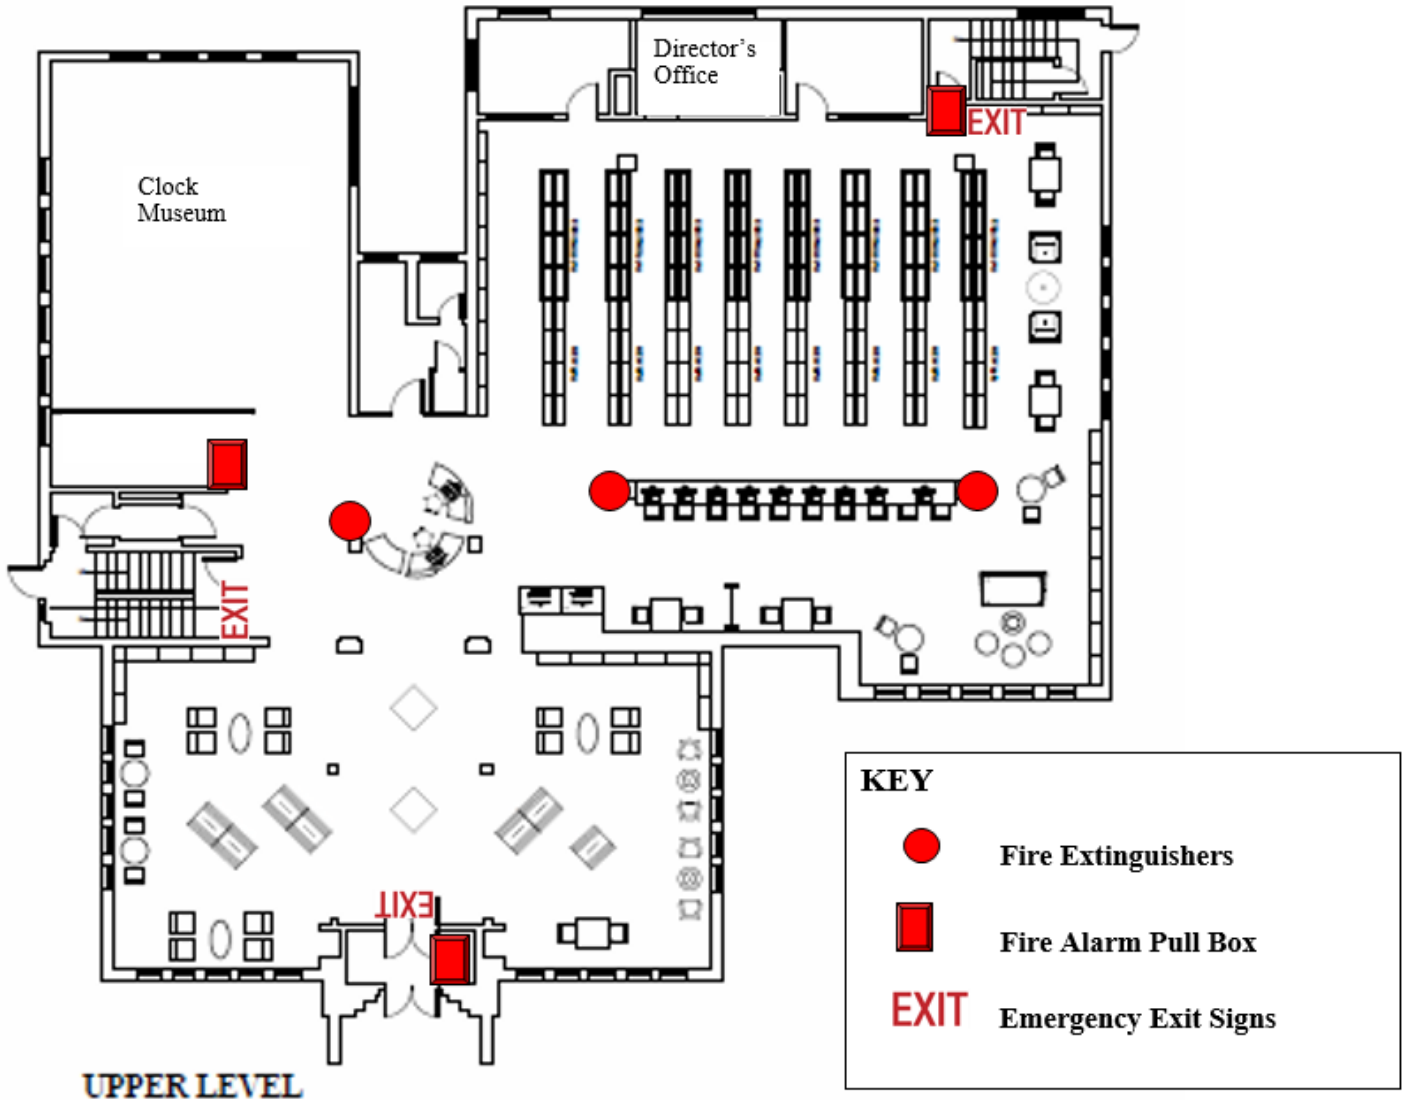 Director’s
Office
EXIT
Clock
Museum
EXIT
EXIT
KEY
Fire Extinguishers
Fire Alarm Pull Box
EXIT Emergency Exit Signs
UPPER LEVEL